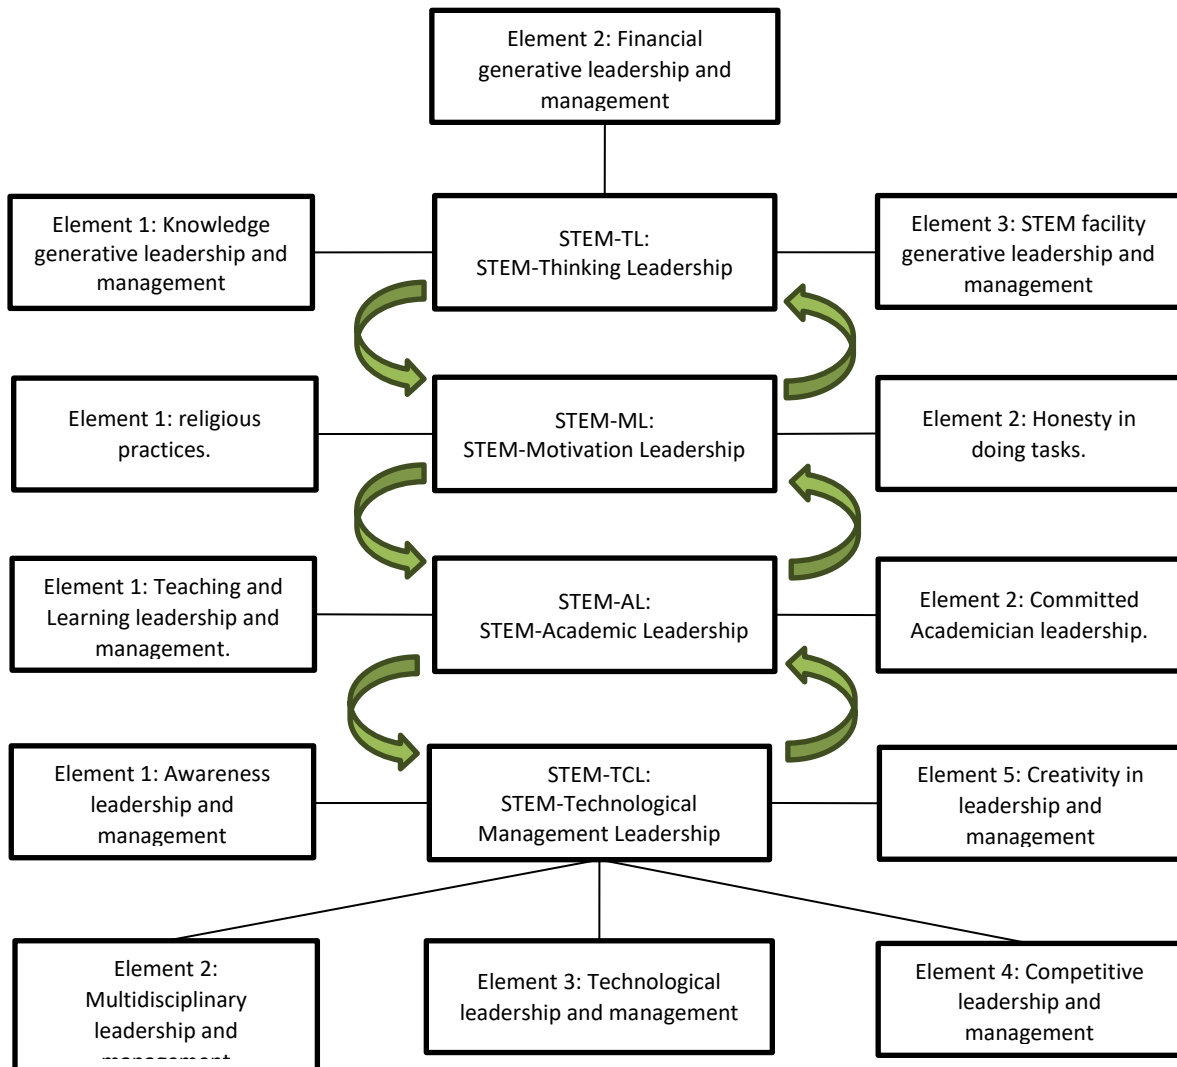 Element 2: Financial
generative leadership and
management
Element 1: Knowledge
generative leadership and
management
STEM-TL:
STEM-Thinking Leadership
Element 3: STEM facility
generative leadership and
management
Element 1: religious
practices.
STEM-ML:
STEM-Motivation Leadership
Element 2: Honesty in
doing tasks.
Element 1: Teaching and
Learning leadership and
management.
STEM-AL:
STEM-Academic Leadership
Element 2: Committed
Academician leadership.
Element 1: Awareness
leadership and
management
STEM-TCL:
STEM-Technological
Management Leadership
Element 5: Creativity in
leadership and
management
Element 2:
Multidisciplinary
leadership and
Element 3: Technological
leadership and management
Element 4: Competitive
leadership and
management